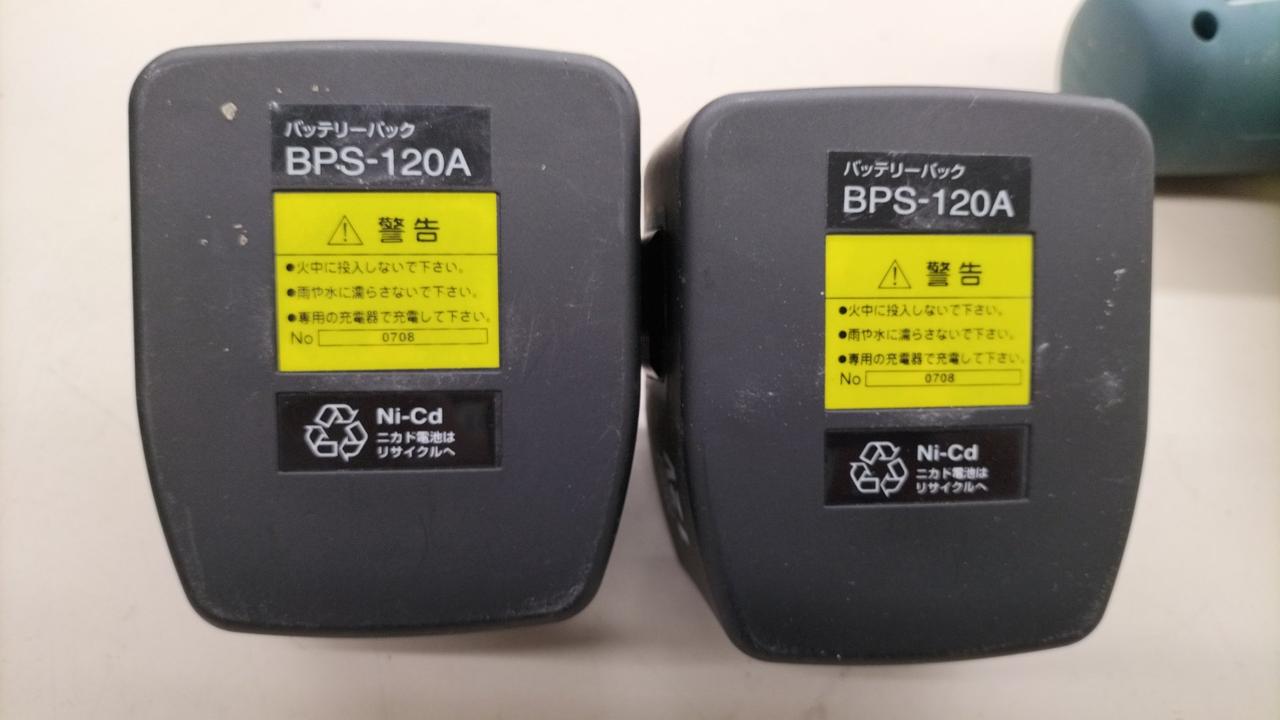 バッテリーパック
BPS-120A
警告
●火中に投入しないで下さい。
●雨や水に濡らさないで下さい。
●専用の充電器で充電して下さい。
No 0708
Ni-Cd
ニカド電池は
リサイクルへ
バッテリーパック
BPS-120A
警告
●火中に投入しないで下さい。
●雨や水に濡らさないで下さい。
●専用の充電器で充電して下さい。
No 0708
Ni-Cd
ニカド電池は
リサイクルへ